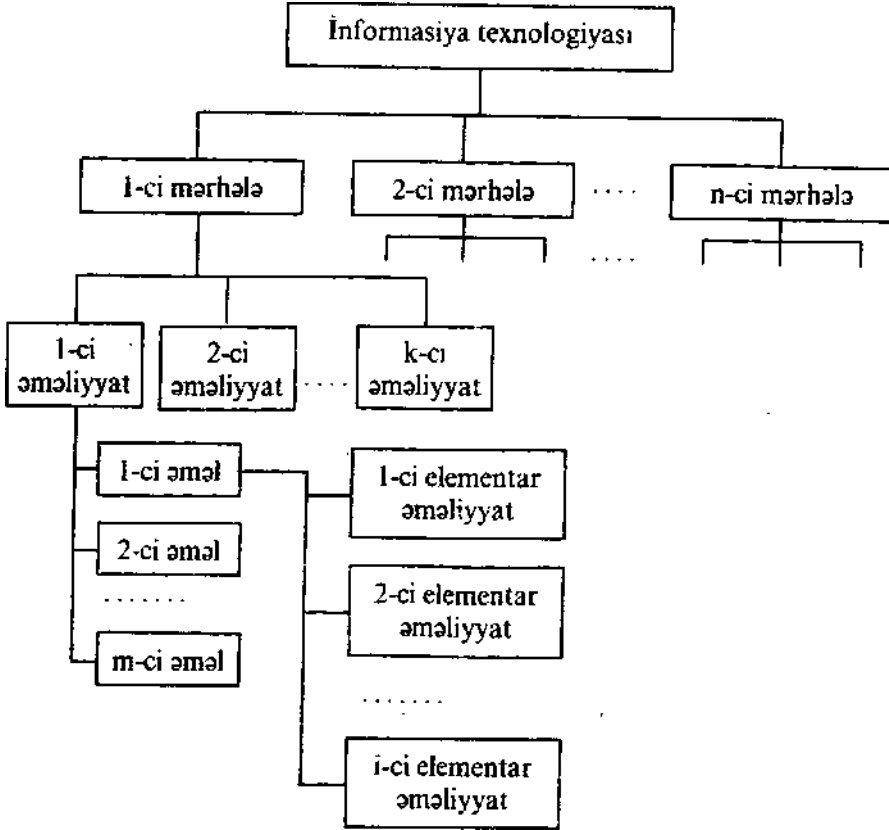 İnformasiya texnologiyası
1-ci mərhələ
2-ci mərhələ
. . . .
n-ci mərhələ
. . . .
1-ci
əməliyyat
2-ci
əməliyyat
. . . . .
k-cı
əməliyyat
1-ci əməl
2-ci əməl
. . . . . . .
m-ci əməl
1-ci elementar
əməliyyat
2-ci elementar
əməliyyat
. . . . . . .
i-ci elementar
əməliyyat